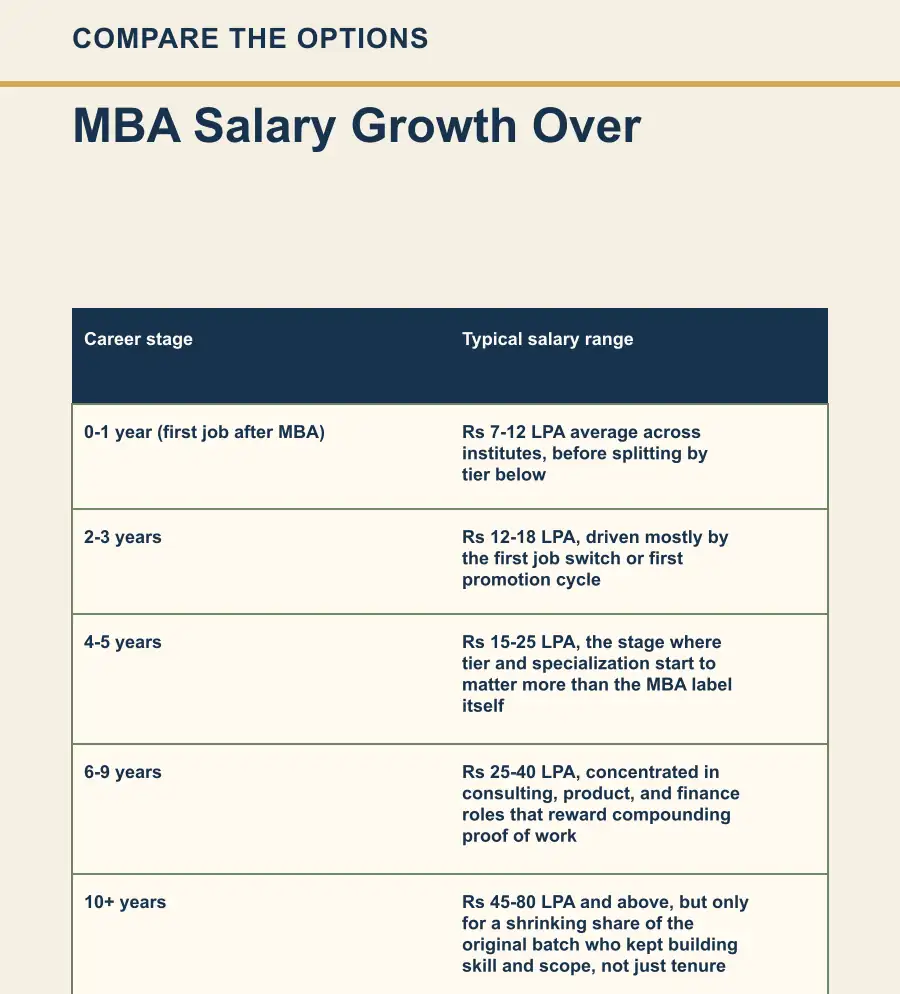 COMPARE THE OPTIONS
MBA Salary Growth Over
Career stage
Typical salary range
0-1 year (first job after MBA)
Rs 7-12 LPA average across
institutes, before splitting by
tier below
2-3 years
Rs 12-18 LPA, driven mostly by
the first job switch or first
promotion cycle
4-5 years
Rs 15-25 LPA, the stage where
tier and specialization start to
matter more than the MBA label
itself
6-9 years
Rs 25-40 LPA, concentrated in
consulting, product, and finance
roles that reward compounding
proof of work
10+ years
Rs 45-80 LPA and above, but only
for a shrinking share of the
original batch who kept building
skill and scope, not just tenure